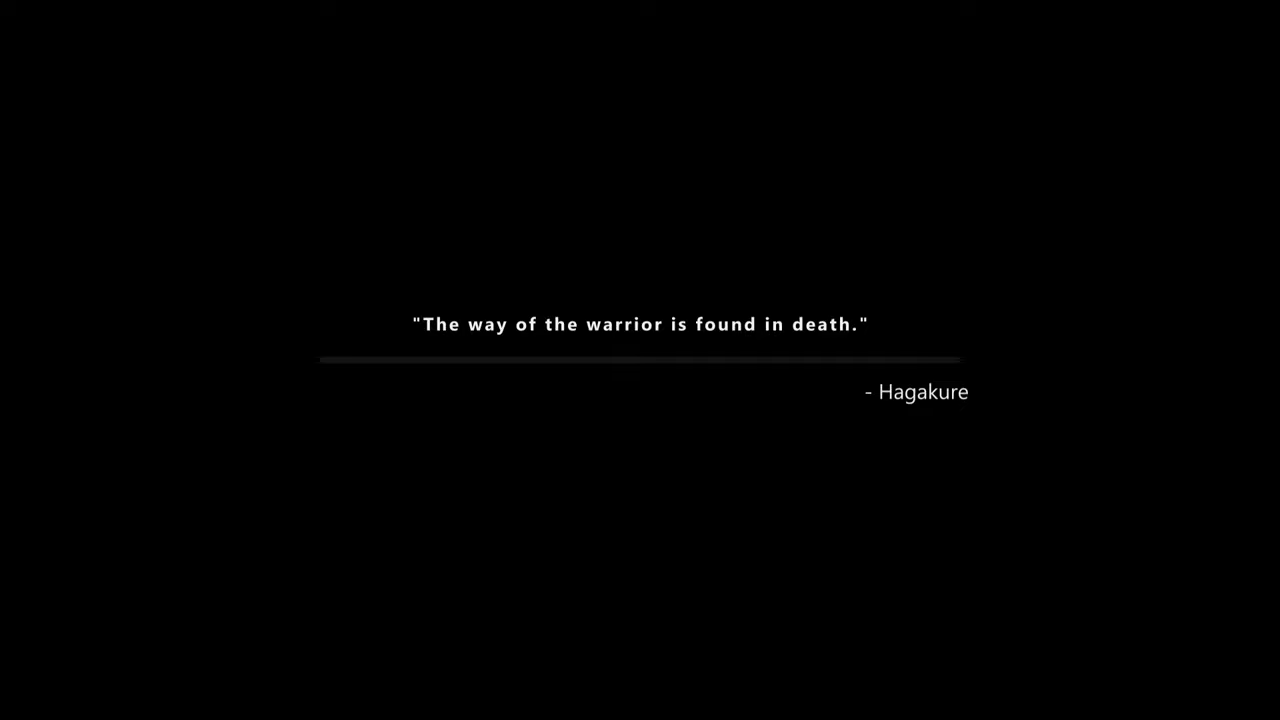 "The way of the warrior is found in death."
- Hagakure